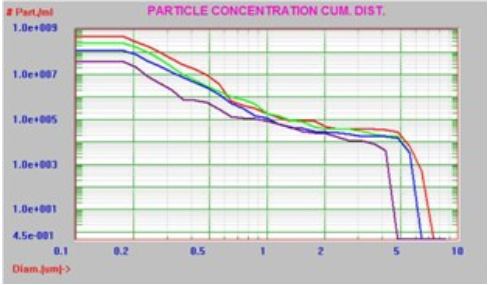 # Part./ml PARTICLE CONCENTRATION CUM. DIST.
1.0e+009
1.0e+007
1.0e+005
1.0e+003
1.0e+001
4.5e-001
0.1 0.2 0.5 1 2 5 10
Diam.[um]->